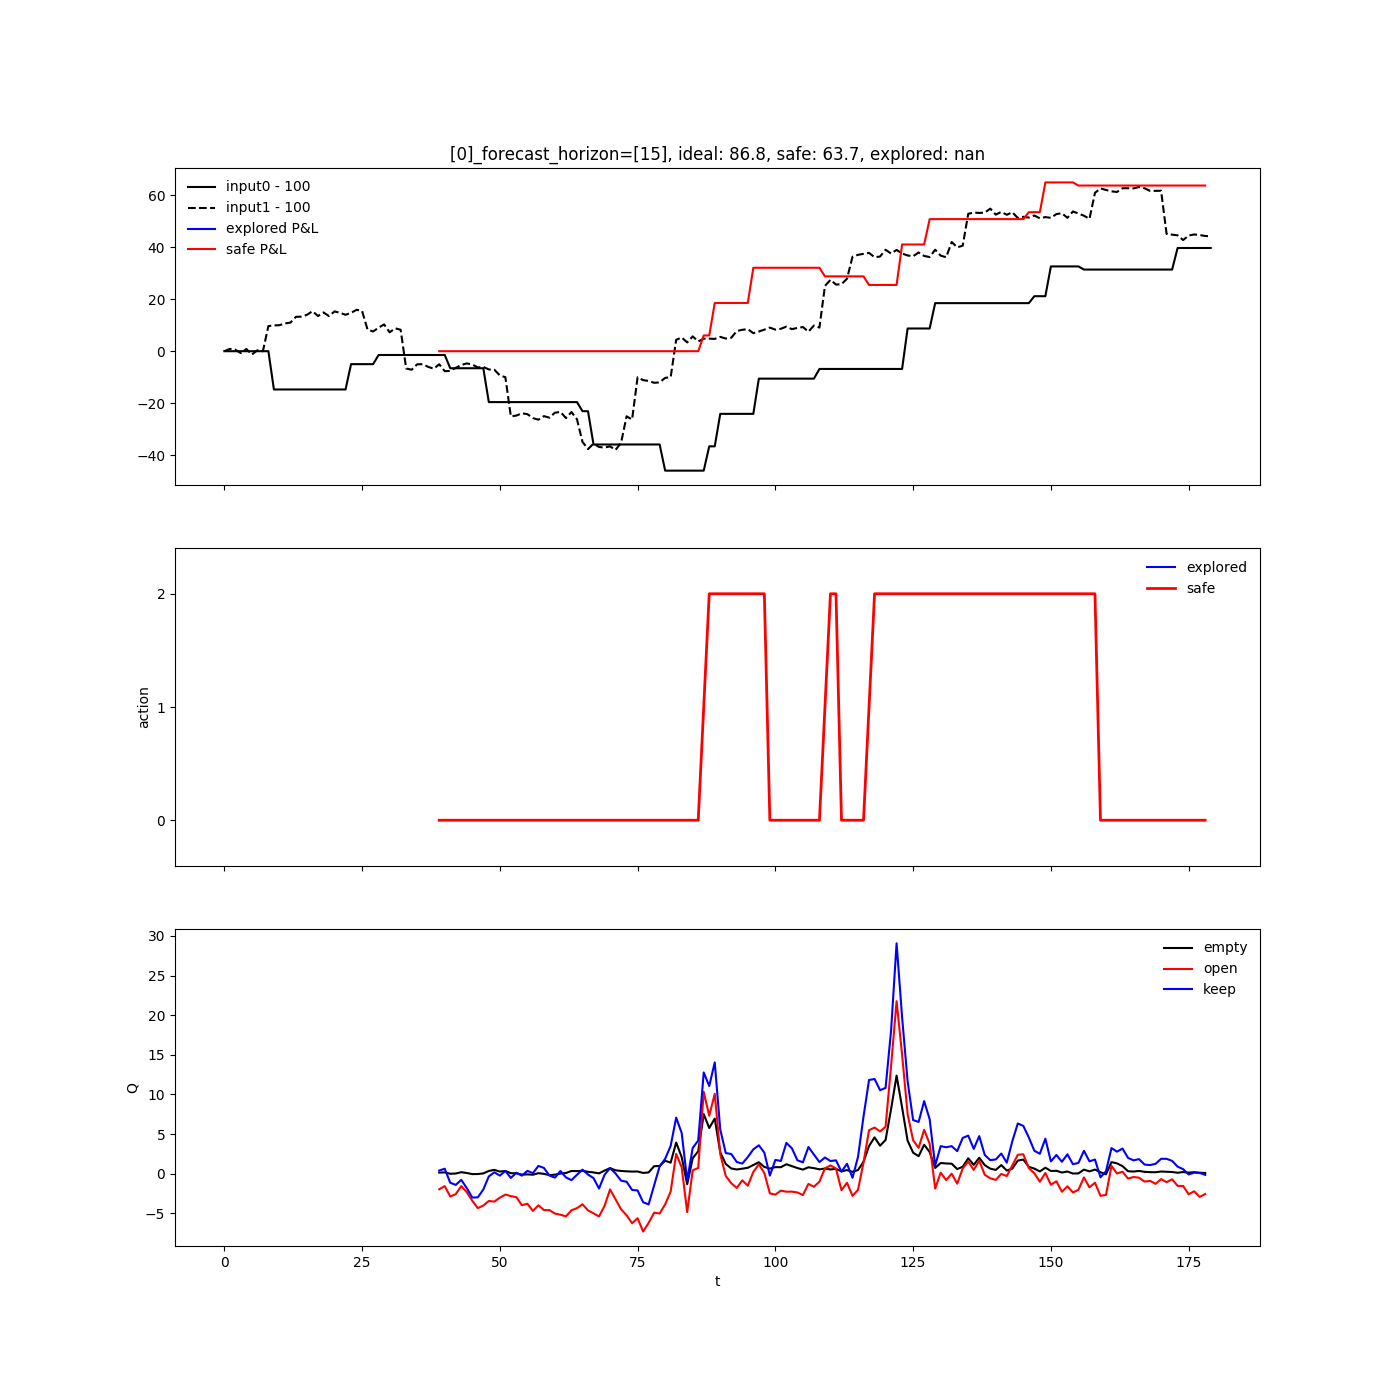 [0]_forecast_horizon=[15], ideal: 86.8, safe: 63.7, explored: nan
input0 - 100
input1 - 100
explored P&L
safe P&L
60
40
20
0
−20
−40
explored
safe
2
1
0
action
empty
open
keep
30
25
20
15
10
5
0
−5
Q
0 25 50 75 100 125 150 175
t